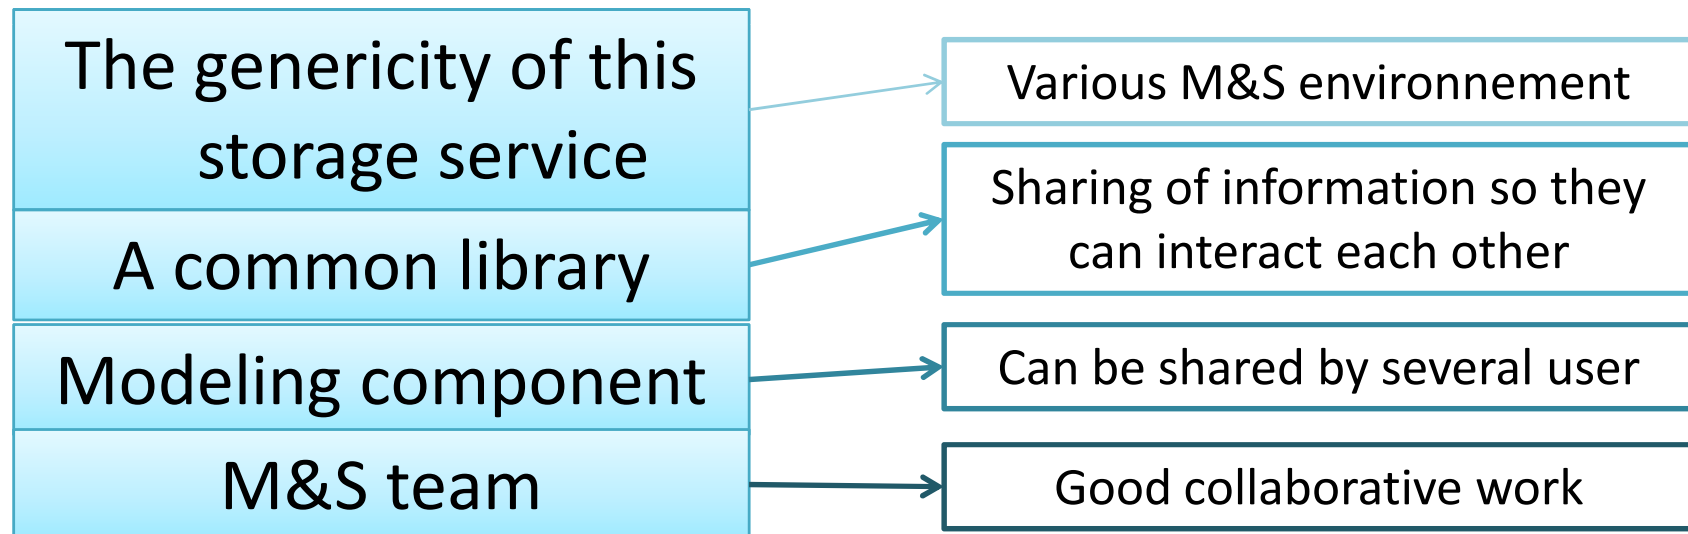 The genericity of this
storage service
Various M&S environnement
A common library
Sharing of information so they
can interact each other
Modeling component
Can be shared by several user
M&S team
Good collaborative work